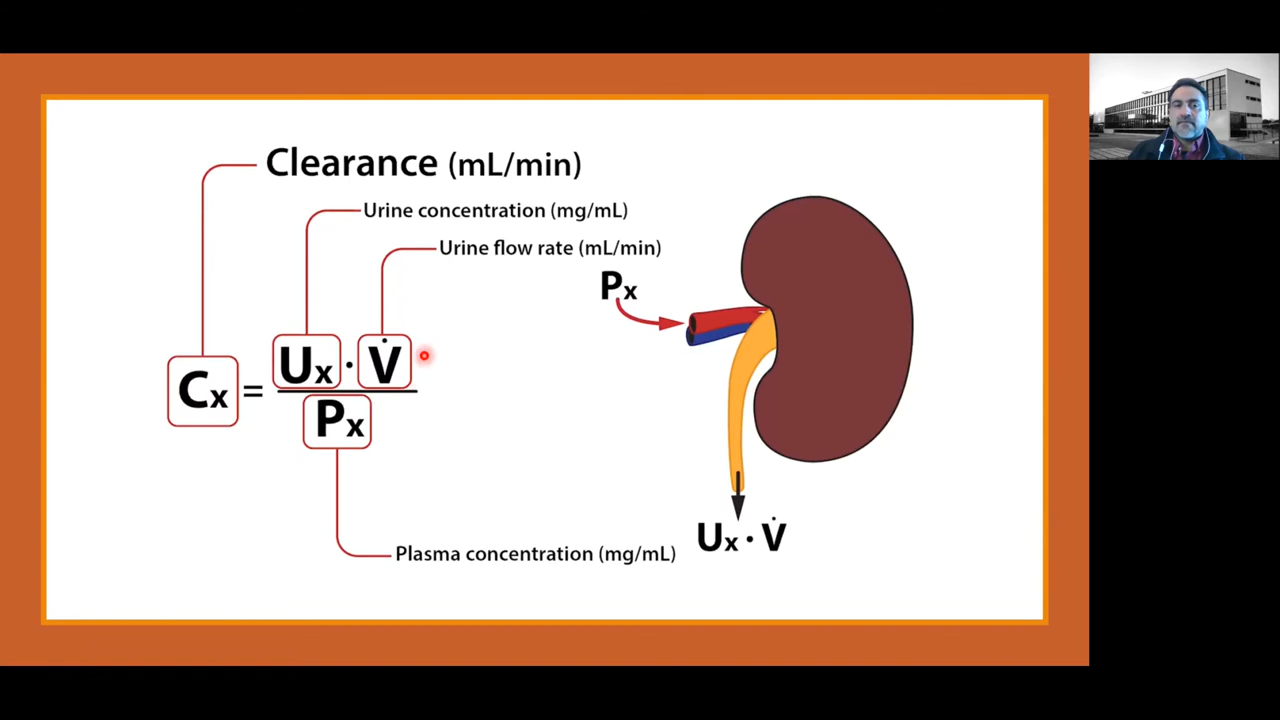 Clearance (mL/min)
Urine concentration (mg/mL)
Urine flow rate (mL/min)
Px
Cx = Ux · V̇
Px
Plasma concentration (mg/mL)
Ux · V̇